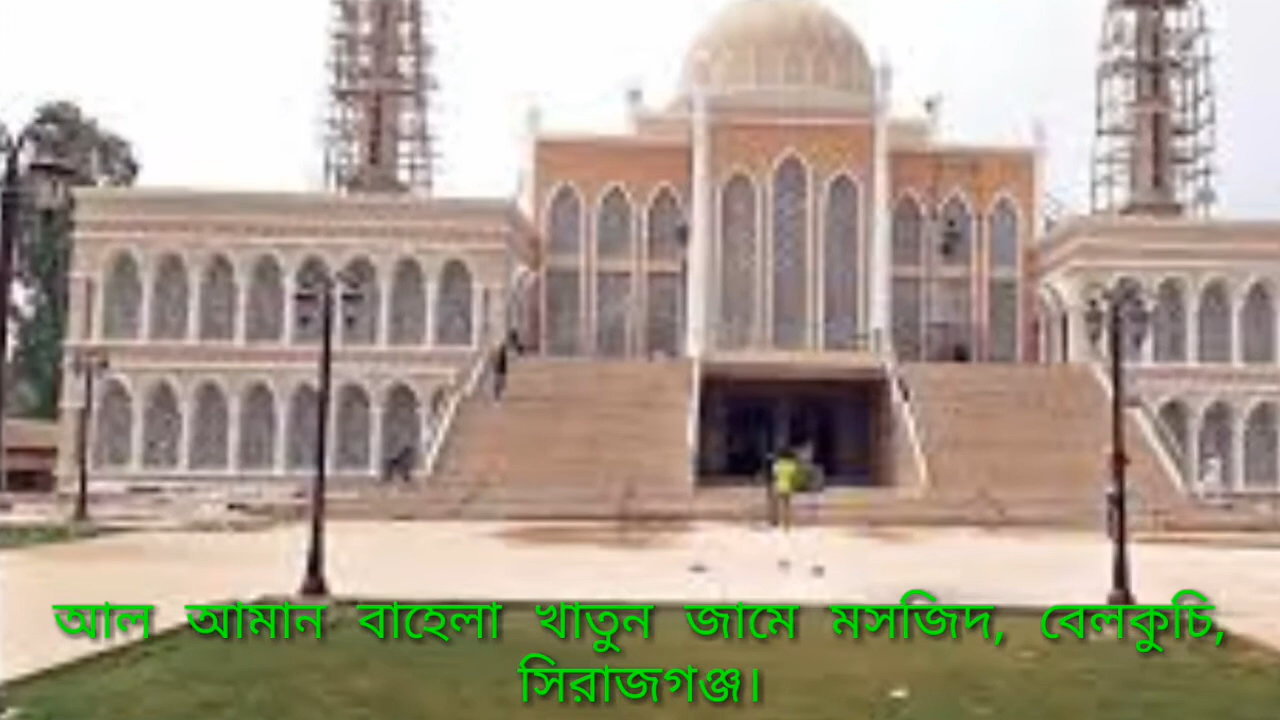 আল আমান বাহেলা খাতুন জামে মসজিদ, বেলকুচি,
সিরাজগঞ্জ।